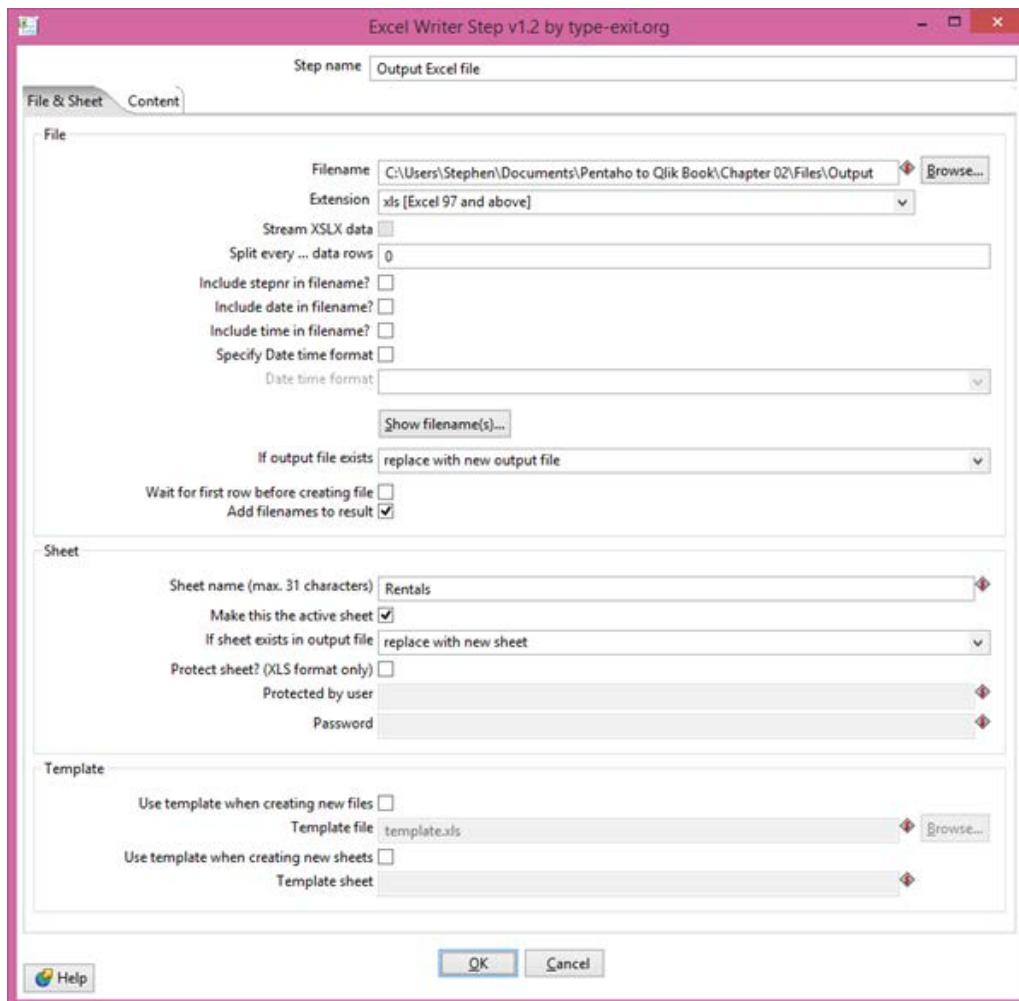 Excel Writer Step v1.2 by type-exit.org
Step name Output Excel file
File & Sheet Content
File
Filename C:\Users\Stephen\Documents\Pentaho to Qlik Book\Chapter 02\Files\Output Browse...
Extension xls [Excel 97 and above]
Stream XSLX data
Split every ... data rows 0
Include stepnr in filename?
Include date in filename?
Include time in filename?
Specify Date time format
Date time format
Show filename(s)...
If output file exists replace with new output file
Wait for first row before creating file
Add filenames to result
Sheet
Sheet name (max. 31 characters) Rentals
Make this the active sheet
If sheet exists in output file replace with new sheet
Protect sheet? (XLS format only)
Protected by user
Password
Template
Use template when creating new files
Template file template.xls Browse...
Use template when creating new sheets
Template sheet
OK Cancel
Help